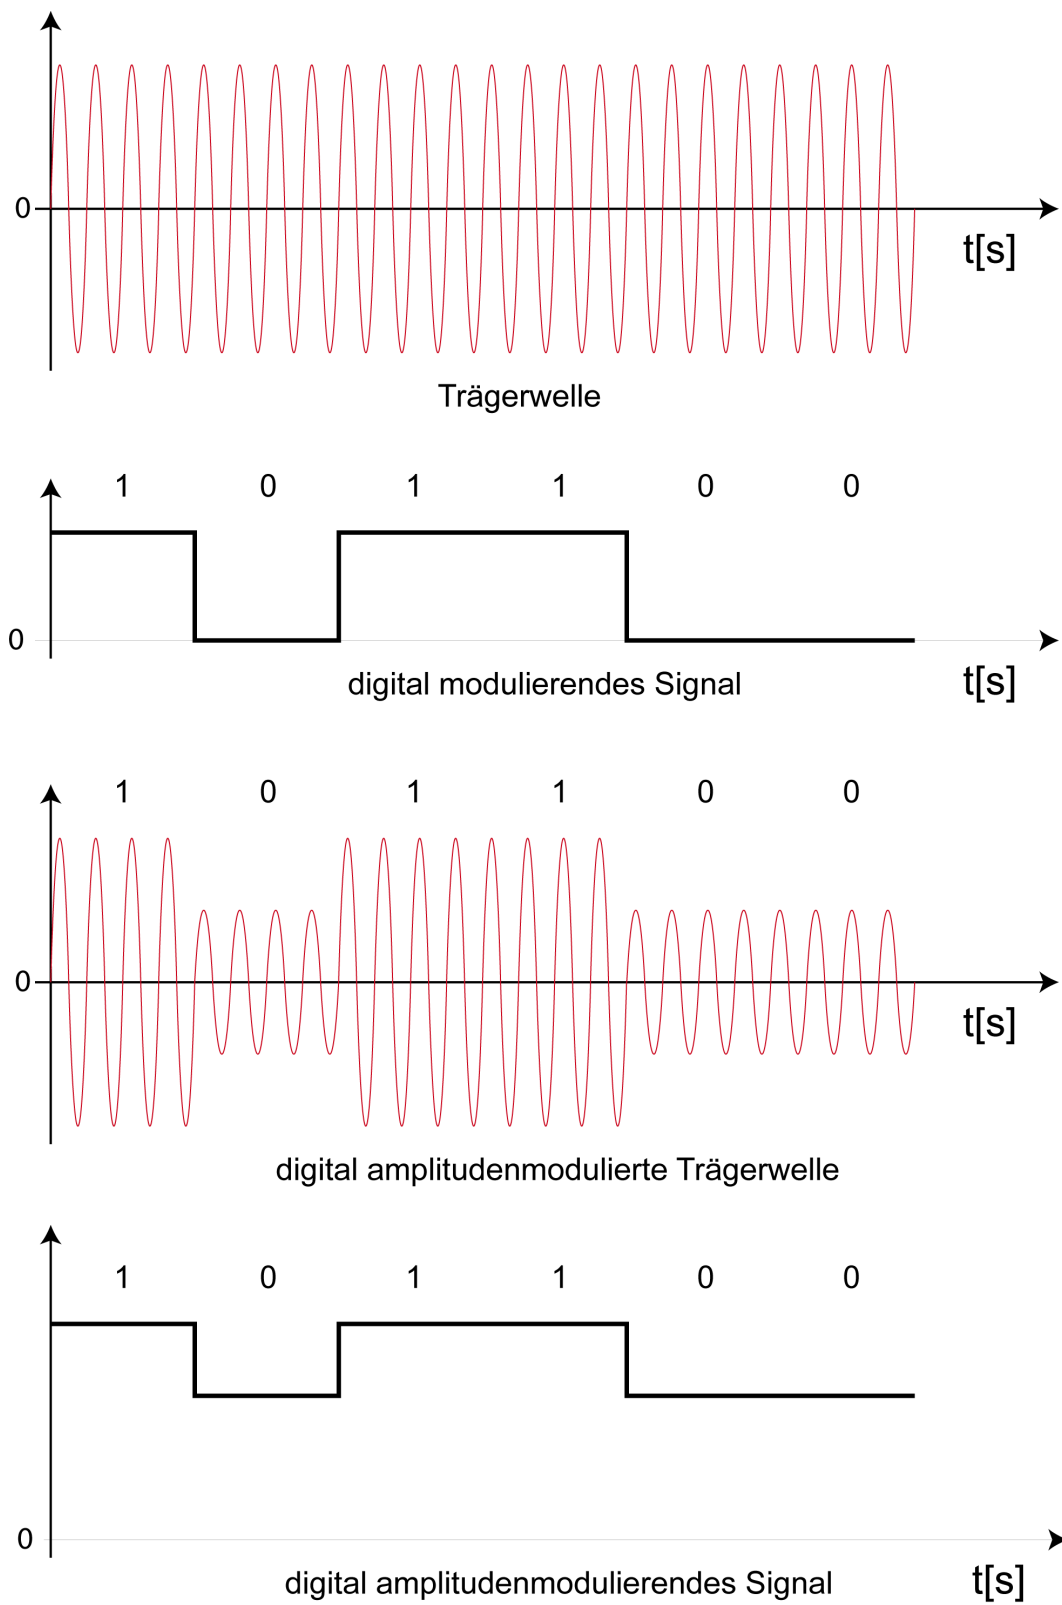 0
t[s]
Trägerwelle
1 0 1 1 0 0
0
t[s]
digital modulierendes Signal
1 0 1 1 0 0
0
t[s]
digital amplitudenmodulierte Trägerwelle
1 0 1 1 0 0
0
t[s]
digital amplitudenmodulierendes Signal